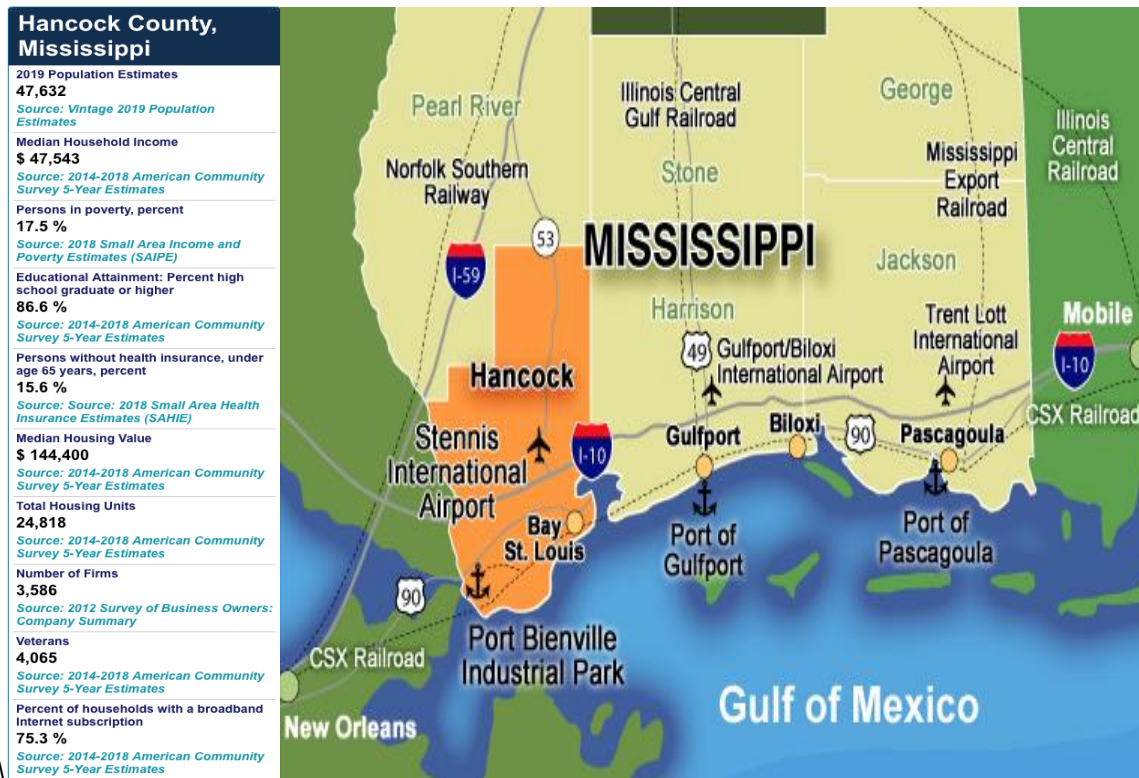 Hancock County,
Mississippi
2019 Population Estimates
47,632
Source: Vintage 2019 Population
Estimates
Median Household Income
$ 47,543
Source: 2014-2018 American Community
Survey 5-Year Estimates
Persons in poverty, percent
17.5 %
Source: 2018 Small Area Income and
Poverty Estimates (SAIPE)
Educational Attainment: Percent high
school graduate or higher
86.6 %
Source: 2014-2018 American Community
Survey 5-Year Estimates
Persons without health insurance, under
age 65 years, percent
15.6 %
Source: Source: 2018 Small Area Health
Insurance Estimates (SAHIE)
Median Housing Value
$ 144,400
Source: 2014-2018 American Community
Survey 5-Year Estimates
Total Housing Units
24,818
Source: 2014-2018 American Community
Survey 5-Year Estimates
Number of Firms
3,586
Source: 2012 Survey of Business Owners:
Company Summary
Veterans
4,065
Source: 2014-2018 American Community
Survey 5-Year Estimates
Percent of households with a broadband
Internet subscription
75.3 %
Source: 2014-2018 American Community
Survey 5-Year Estimates
Pearl River
Illinois Central
Gulf Railroad
George
Illinois
Central
Railroad
Norfolk Southern
Railway
Stone
Mississippi
Export
Railroad
53
MISSISSIPPI
I-59
Jackson
Harrison
Trent Lott
International
Airport
Mobile
49
Gulfport/Biloxi
International Airport
I-10
Hancock
CSX Railroad
Stennis
International
Airport
I-10
Gulfport
Biloxi
90
Pascagoula
Bay
St. Louis
Port of
Gulfport
Port of
Pascagoula
90
Port Bienville
Industrial Park
CSX Railroad
New Orleans
Gulf of Mexico